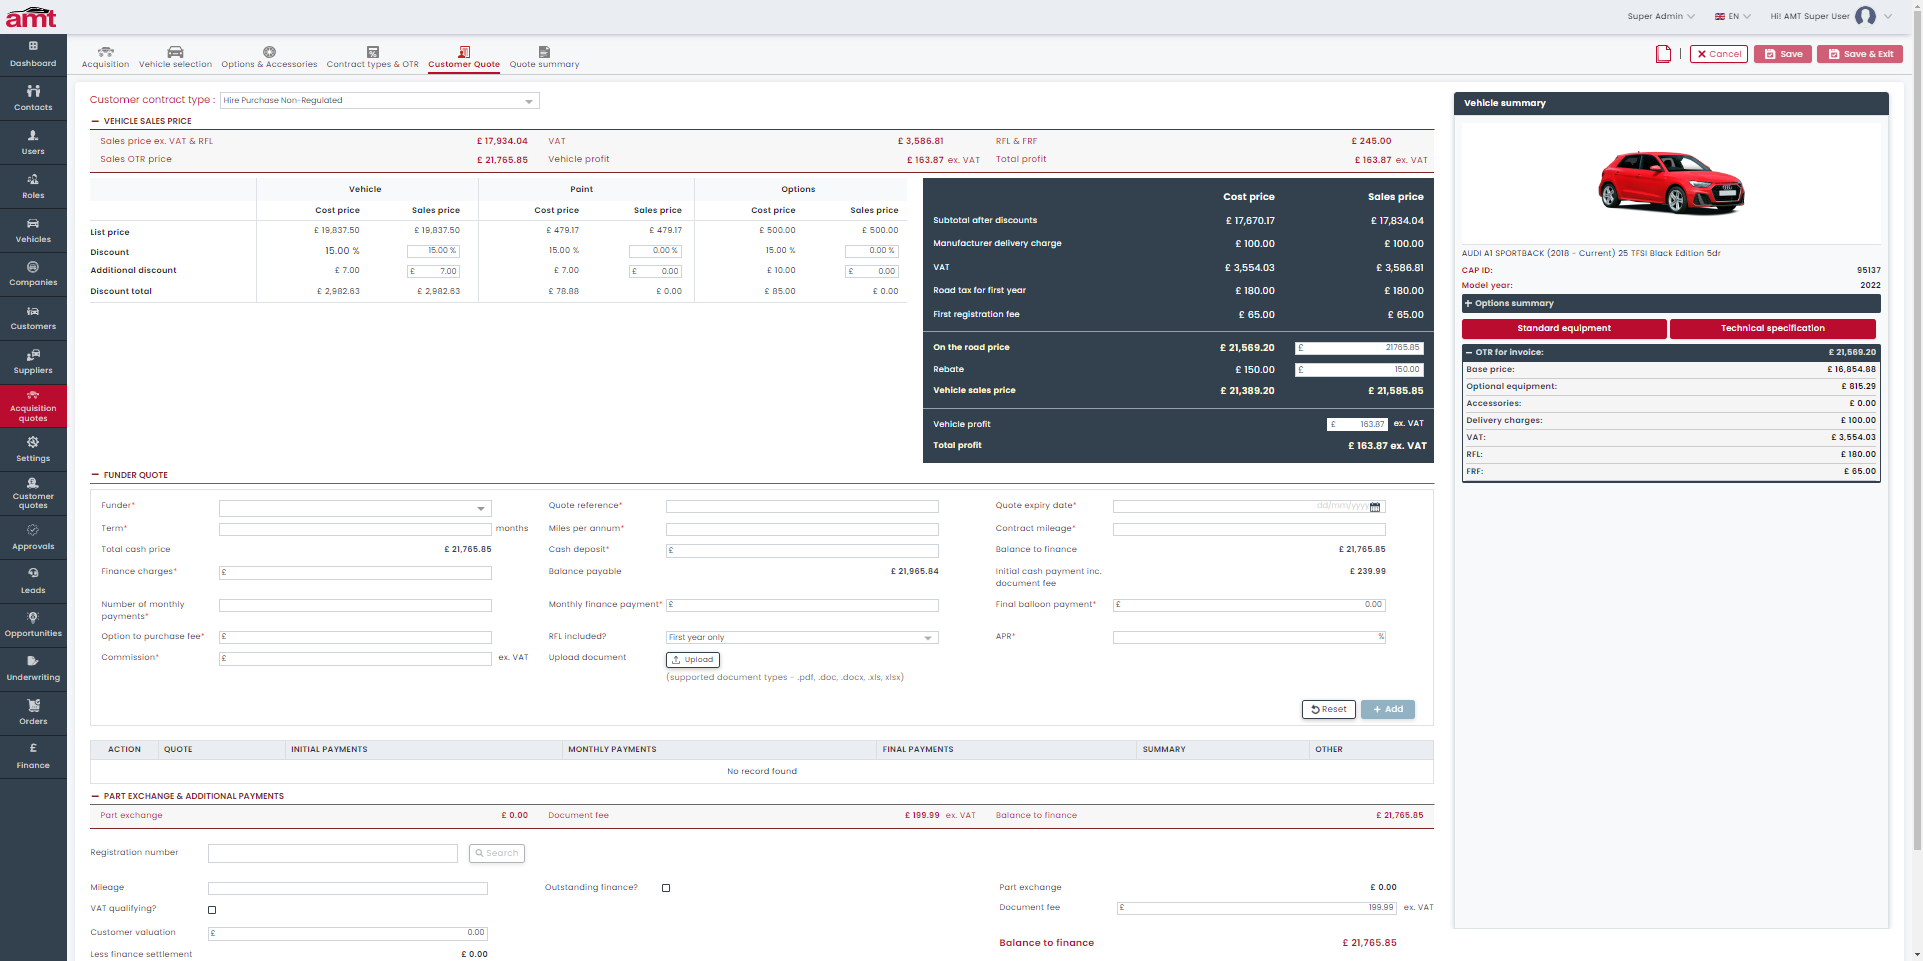 amt
Super Admin
EN
Hi! AMT Super User
Dashboard
Contacts
Users
Roles
Vehicles
Companies
Customers
Suppliers
Acquisition
quotes
Settings
Customer
quotes
Approvals
Leads
Opportunities
Underwriting
Orders
£
Finance
Acquisition
Vehicle selection
Options & Accessories
Contract types & OTR
Customer Quote
Quote summary
Cancel
Save
Save & Exit
Customer contract type : Hire Purchase Non-Regulated
VEHICLE SALES PRICE
Sales price ex. VAT & RFL £ 17,934.04 VAT £ 3,586.81 RFL & FRF £ 245.00
Sales OTR price £ 21,765.85 Vehicle profit £ 163.87 ex. VAT Total profit £ 163.87 ex. VAT
Vehicle Paint Options
Cost price Sales price Cost price Sales price Cost price Sales price
List price £ 19,837.50 £ 19,837.50 £ 479.17 £ 479.17 £ 500.00 £ 500.00
Discount 15.00 % 15.00 % 15.00 % 0.00 % 15.00 % 0.00 %
Additional discount £ 7.00 £ 7.00 £ 7.00 £ 0.00 £ 10.00 £ 0.00
Discount total £ 2,982.63 £ 2,982.63 £ 78.88 £ 0.00 £ 85.00 £ 0.00
Cost price Sales price
Subtotal after discounts £ 17,670.17 £ 17,834.04
Manufacturer delivery charge £ 100.00 £ 100.00
VAT £ 3,554.03 £ 3,586.81
Road tax for first year £ 180.00 £ 180.00
First registration fee £ 65.00 £ 65.00
On the road price £ 21,569.20 £ 21765.85
Rebate £ 150.00 £ 150.00
Vehicle sales price £ 21,389.20 £ 21,585.85
Vehicle profit £ 163.87 ex. VAT
Total profit £ 163.87 ex. VAT
FUNDER QUOTE
Funder* Quote reference* Quote expiry date* dd/mm/yyyy
Term* months Miles per annum* Contract mileage*
Total cash price £ 21,765.85 Cash deposit* £ Balance to finance £ 21,765.85
Finance charges* £ Balance payable £ 21,965.84 Initial cash payment inc. £ 239.99
document fee
Number of monthly Monthly finance payment* £ Final balloon payment* £ 0.00
payments*
Option to purchase fee* £ RFL included? First year only APR* %
Commission* £ ex. VAT Upload document Upload
(supported document types - .pdf, .doc, .docx, .xls, xlsx)
Reset
+ Add
ACTION QUOTE INITIAL PAYMENTS MONTHLY PAYMENTS FINAL PAYMENTS SUMMARY OTHER
No record found
PART EXCHANGE & ADDITIONAL PAYMENTS
Part exchange £ 0.00 Document fee £ 199.99 ex. VAT Balance to finance £ 21,765.85
Registration number Search
Mileage Outstanding finance? Part exchange £ 0.00
VAT qualifying? Document fee £ 199.99 ex. VAT
Customer valuation £ 0.00
Balance to finance £ 21,765.85
Less finance settlement £ 0.00
Vehicle summary
AUDI A1 SPORTBACK (2018 - Current) 25 TFSI Black Edition 5dr
CAP ID: 95137
Model year: 2022
+ Options summary
Standard equipment
Technical specification
OTR for invoice: £ 21,569.20
Base price: £ 16,854.88
Optional equipment: £ 815.29
Accessories: £ 0.00
Delivery charges: £ 100.00
VAT: £ 3,554.03
RFL: £ 180.00
FRF: £ 65.00